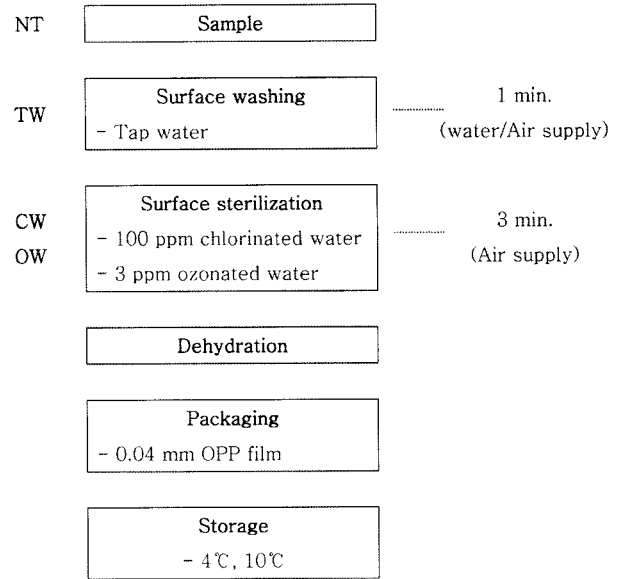 NT Sample
Surface washing 1 min.
TW - Tap water (water/Air supply)
Surface sterilization
CW - 100 ppm chlorinated water 3 min.
OW - 3 ppm ozonated water (Air supply)
Dehydration
Packaging
- 0.04 mm OPP film
Storage
- 4℃, 10℃